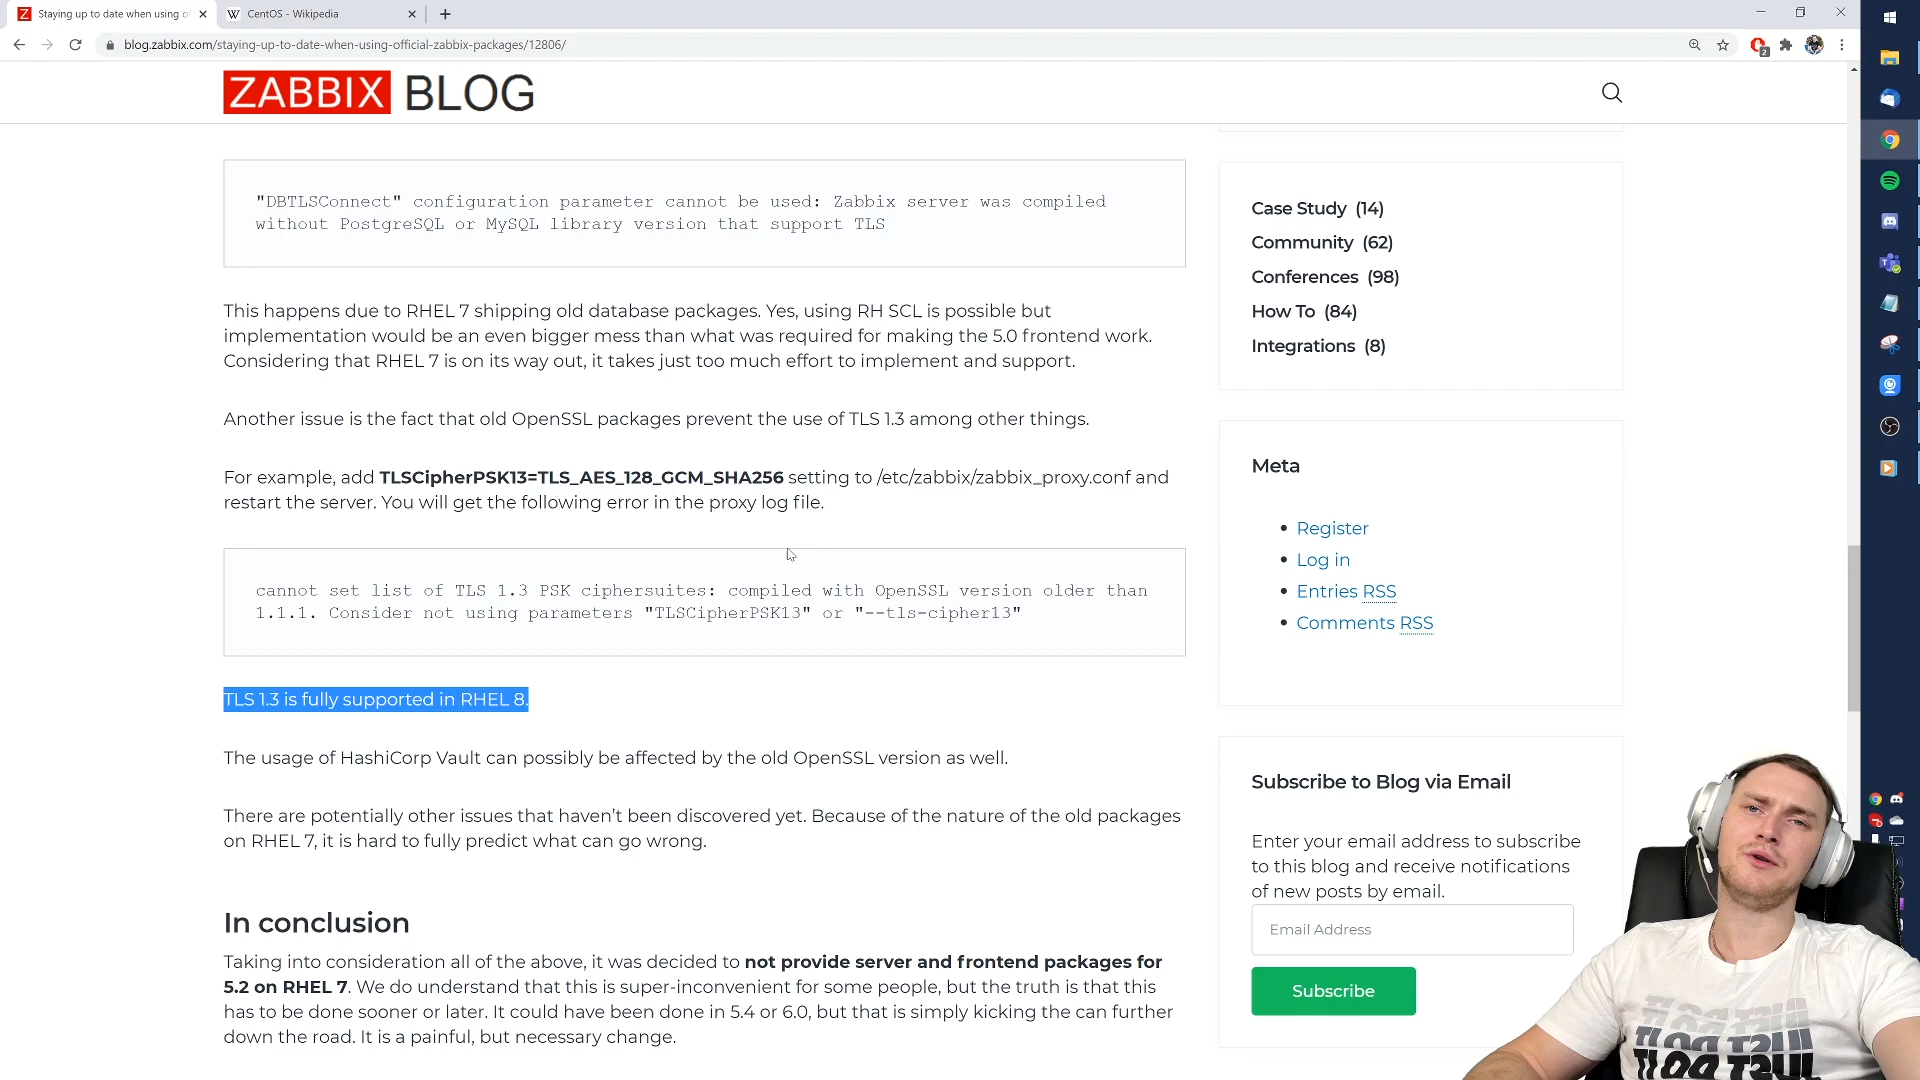 Staying up to date when using of
CentOS - Wikipedia
blog.zabbix.com/staying-up-to-date-when-using-official-zabbix-packages/12806/
2
ZABBIX BLOG
"DBTLSConnect" configuration parameter cannot be used: Zabbix server was compiled
without PostgreSQL or MySQL library version that support TLS
This happens due to RHEL 7 shipping old database packages. Yes, using RH SCL is possible but
implementation would be an even bigger mess than what was required for making the 5.0 frontend work.
Considering that RHEL 7 is on its way out, it takes just too much effort to implement and support.
Another issue is the fact that old OpenSSL packages prevent the use of TLS 1.3 among other things.
For example, add TLSCipherPSK13=TLS_AES_128_GCM_SHA256 setting to /etc/zabbix/zabbix_proxy.conf and
restart the server. You will get the following error in the proxy log file.
cannot set list of TLS 1.3 PSK ciphersuites: compiled with OpenSSL version older than
1.1.1. Consider not using parameters "TLSCipherPSK13" or "--tls-cipher13"
TLS 1.3 is fully supported in RHEL 8.
The usage of HashiCorp Vault can possibly be affected by the old OpenSSL version as well.
There are potentially other issues that haven't been discovered yet. Because of the nature of the old packages
on RHEL 7, it is hard to fully predict what can go wrong.
In conclusion
Taking into consideration all of the above, it was decided to not provide server and frontend packages for
5.2 on RHEL 7. We do understand that this is super-inconvenient for some people, but the truth is that this
has to be done sooner or later. It could have been done in 5.4 or 6.0, but that is simply kicking the can further
down the road. It is a painful, but necessary change.
Case Study (14)
Community (62)
Conferences (98)
How To (84)
Integrations (8)
Meta
Register
Log in
Entries RSS
Comments RSS
Subscribe to Blog via Email
Enter your email address to subscribe
to this blog and receive notifications
of new posts by email.
Email Address
Subscribe